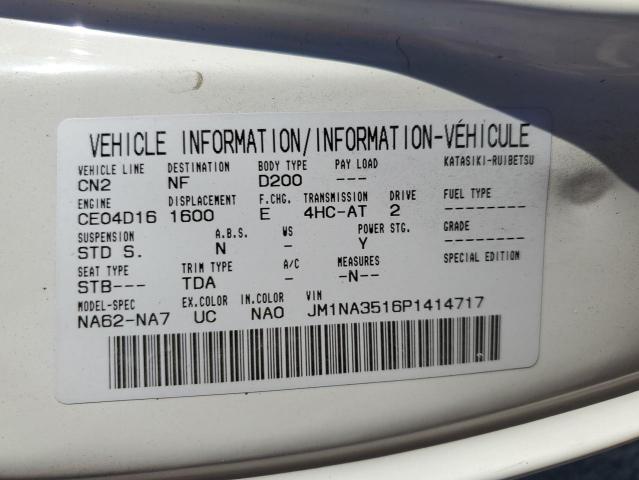 VEHICLE INFORMATION/INFORMATION-VÉHICULE
VEHICLE LINE DESTINATION BODY TYPE PAY LOAD KATASIKI-RUIBETSU
CN2 NF D200 ---
ENGINE DISPLACEMENT F.CHG. TRANSMISSION DRIVE FUEL TYPE
CE04D16 1600 E 4HC-AT 2 ---------
SUSPENSION A.B.S. WS POWER STG. GRADE
STD S. N - Y ---------
SEAT TYPE TRIM TYPE A/C MEASURES SPECIAL EDITION
STB--- TDA - -N--
MODEL-SPEC EX.COLOR IN.COLOR VIN
NA62-NA7 UC NA0 JM1NA3516P1414717